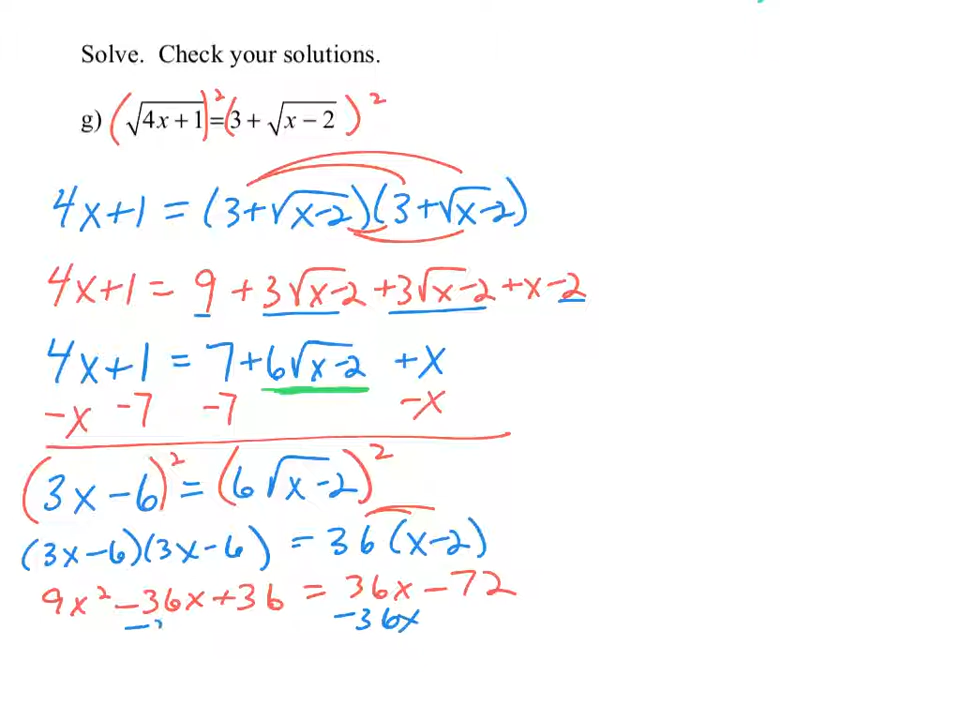 Solve. Check your solutions.
g) (√(4x + 1))² = (3 + √(x − 2))²
4x+1 = (3+√(x-2))(3+√(x-2))
4x+1 = 9 + 3√(x-2) + 3√(x-2) + x - 2
4x+1 = 7+6√(x-2) +x
-x -7 -7 -x
(3x-6)² = (6√(x-2))²
(3x-6)(3x-6) = 36(x-2)
9x² -36x+36 = 36x-72
-36x